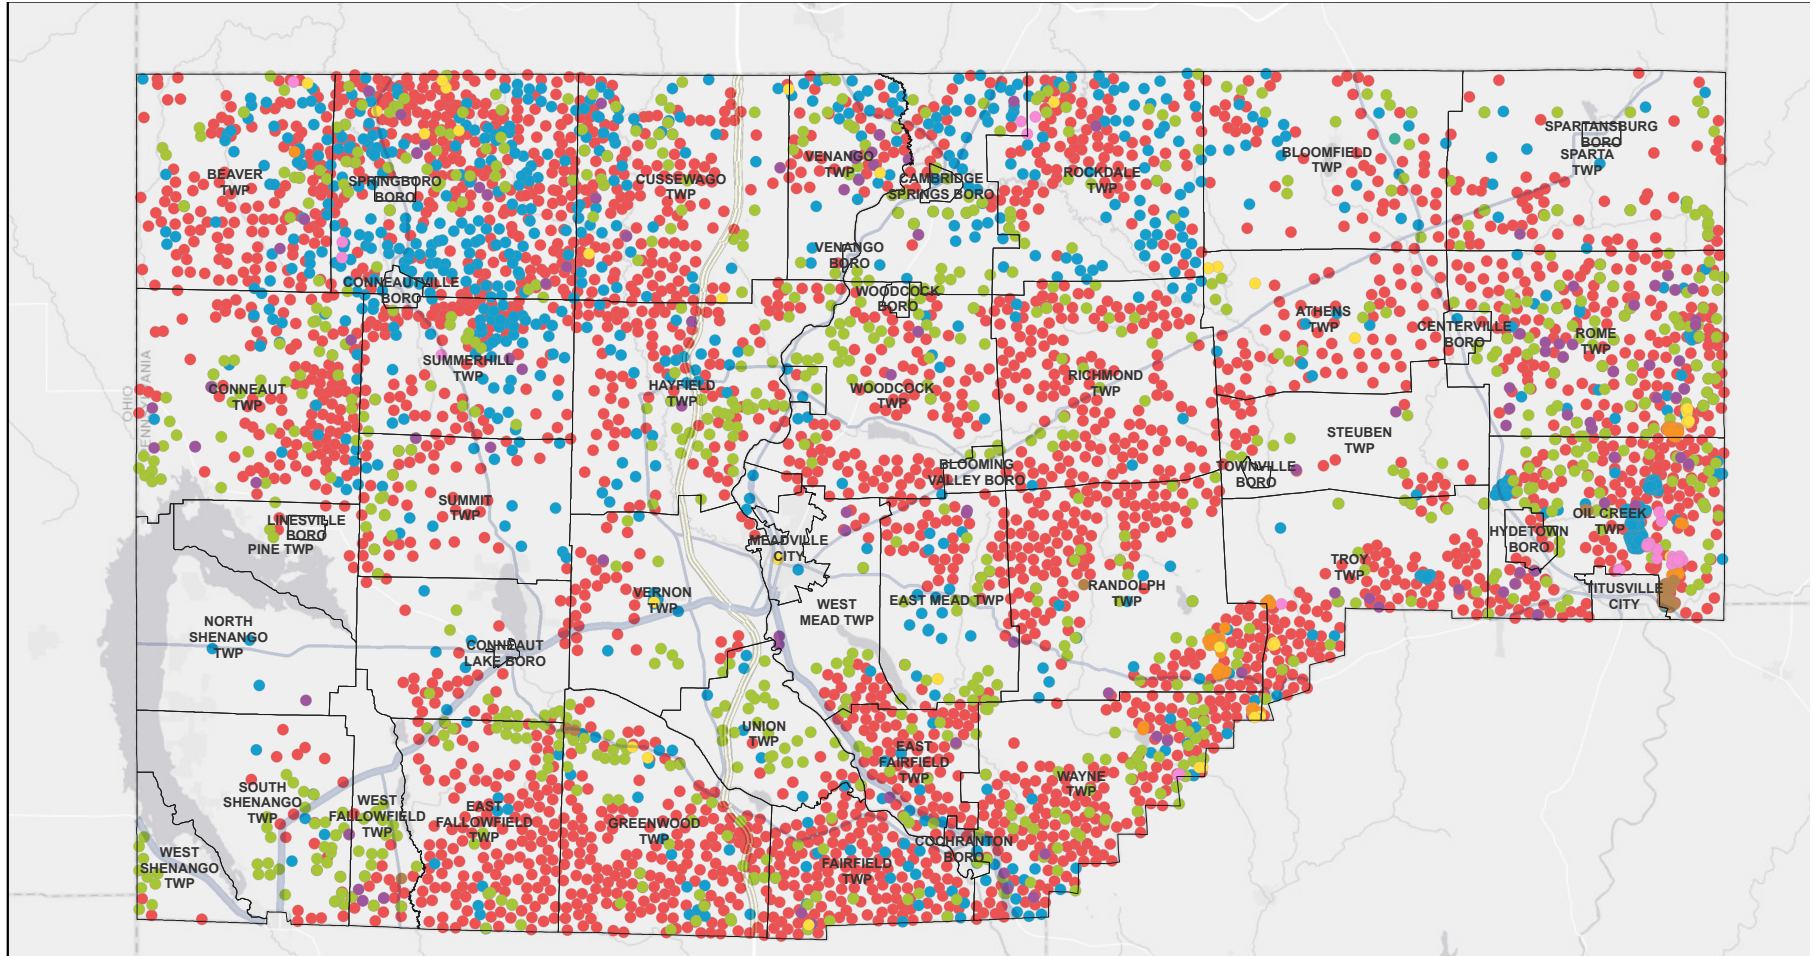 SPARTANSBURG
BORO
SPARTA
TWP
BLOOMFIELD
TWP
VENANGO
TWP
ROCKDALE
TWP
CAMBRIDGE
SPRINGS BORO
CUSSEWAGO
TWP
BEAVER
TWP
SPRINGBORO
BORO
VENANGO
BORO
CONNEAUTVILLE
BORO
WOODCOCK
BORO
ATHENS
TWP
CENTERVILLE
BORO
ROME
TWP
SUMMERHILL
TWP
HAYFIELD
TWP
WOODCOCK
TWP
RICHMOND
TWP
CONNEAUT
TWP
OHIO
PENNSYLVANIA
STEUBEN
TWP
BLOOMING
VALLEY BORO
TOWNVILLE
BORO
SUMMIT
TWP
LINESVILLE
BORO
PINE TWP
MEADVILLE
CITY
OIL CREEK
TWP
HYDETOWN
BORO
TROY
TWP
TITUSVILLE
CITY
VERNON
TWP
WEST
MEAD TWP
EAST MEAD TWP
RANDOLPH
TWP
NORTH
SHENANGO
TWP
CONNEAUT
LAKE BORO
UNION
TWP
EAST
FAIRFIELD
TWP
WAYNE
TWP
SOUTH
SHENANGO
TWP
WEST
FALLOWFIELD
TWP
EAST
FALLOWFIELD
TWP
GREENWOOD
TWP
COCHRANTON
BORO
FAIRFIELD
TWP
WEST
SHENANGO
TWP